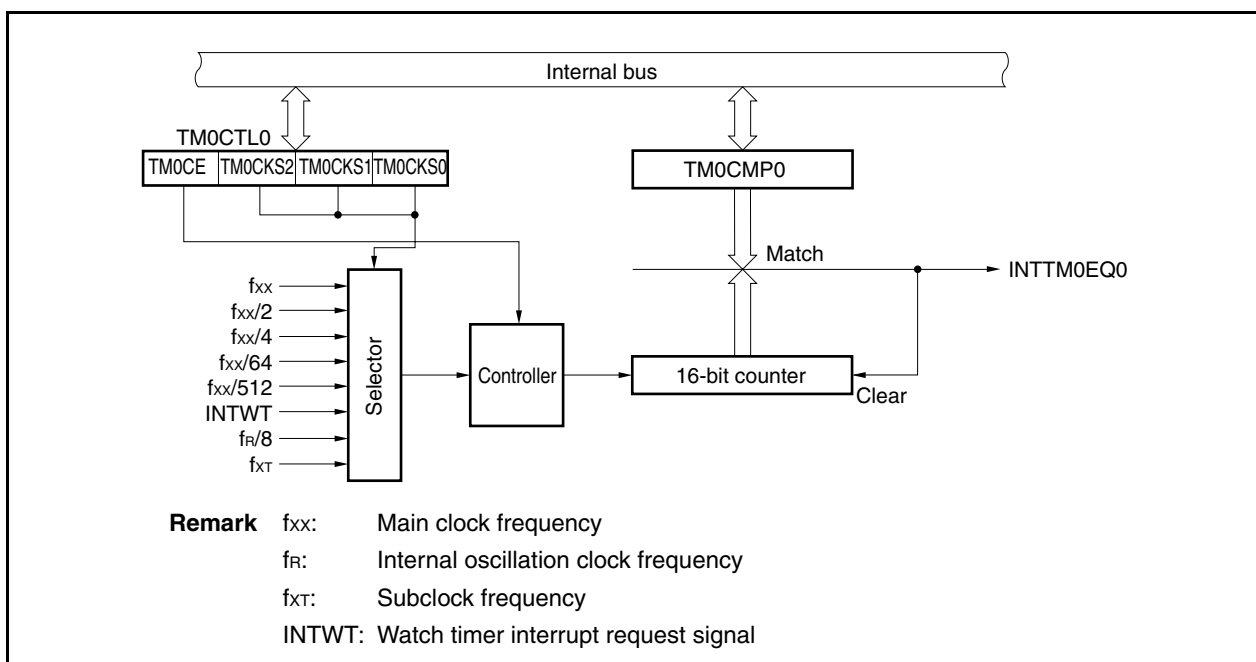 Internal bus
TM0CTL0
TM0CE TM0CKS2 TM0CKS1 TM0CKS0
TM0CMP0
Match
INTTM0EQ0
fXX
fXX/2
fXX/4
fXX/64
fXX/512
INTWT
fR/8
fXT
Selector
Controller
16-bit counter
Clear
Remark fXX: Main clock frequency
fR: Internal oscillation clock frequency
fXT: Subclock frequency
INTWT: Watch timer interrupt request signal